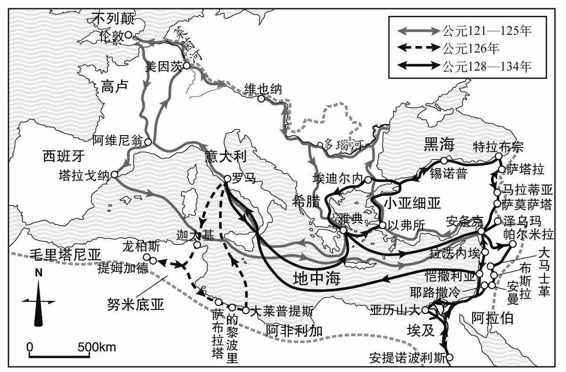 公元121—125年
公元126年
公元128—134年
不列颠
伦敦
莱茵河
美因茨
高卢
维也纳
多瑙河
阿维尼翁
西班牙
塔拉戈纳
意大利
罗马
黑海
特拉布宗
锡诺普
萨塔拉
埃迪尔内
希腊
小亚细亚
马拉蒂亚
萨莫萨塔
雅典
以弗所
安条克
泽乌玛
帕尔米拉
迦太基
毛里塔尼亚
龙柏斯
提姆加德
地中海
拉法内埃
大马士革
恺撒利亚
布斯拉
耶路撒冷
安曼
努米底亚
大莱普提斯
的黎波里
萨布拉塔
阿非利加
亚历山大
埃及
阿拉伯
安提诺波利斯
N
0 500km